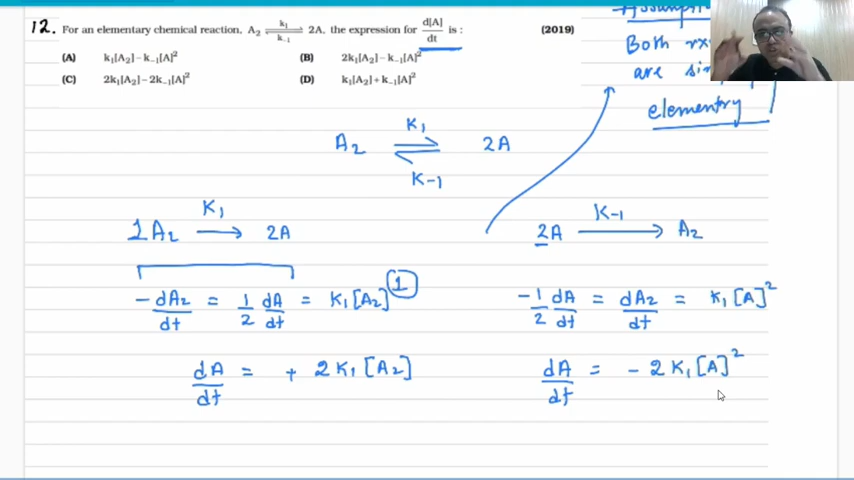 12. For an elementary chemical reaction, A₂ ⇌ 2A, the expression for d[A]/dt is : (2019)
k₁
k₋₁
(A) k₁[A₂]–k₋₁[A]² (B) 2k₁[A₂]–k₋₁[A]²
(C) 2k₁[A₂]–2k₋₁[A]² (D) k₁[A₂]+k₋₁[A]²
Both
are
elementry
A₂ ⇌ 2A
K₁
K-1
1A₂ → 2A
K₁
2A → A₂
K-1
-dA₂/dt = 1/2 dA/dt = K₁[A₂]¹
-1/2 dA/dt = dA₂/dt = K₁[A]²
dA/dt = + 2K₁[A₂]
dA/dt = - 2K₁[A]²